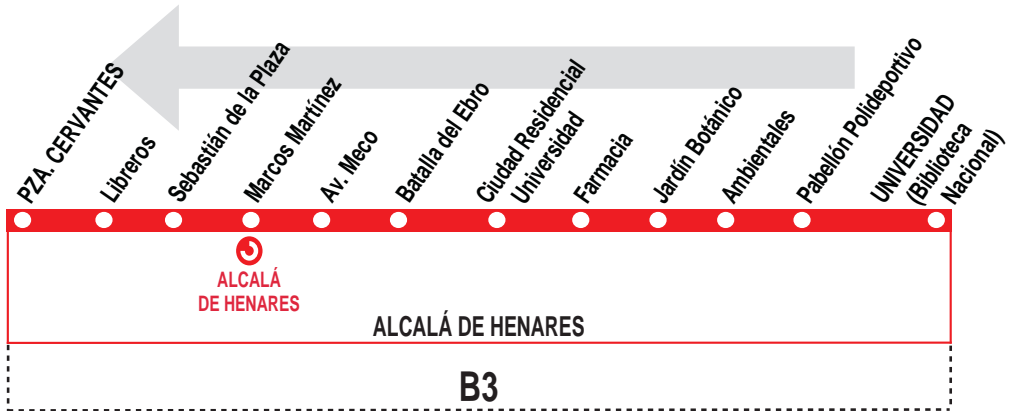 PZA. CERVANTES
Libreros
Sebastián de la Plaza
Marcos Martínez
Av. Meco
Batalla del Ebro
Ciudad Residencial
Universidad
Farmacia
Jardín Botánico
Ambientales
Pabellón Polideportivo
UNIVERSIDAD
(Biblioteca
Nacional)
ALCALÁ
DE HENARES
ALCALÁ DE HENARES
B3